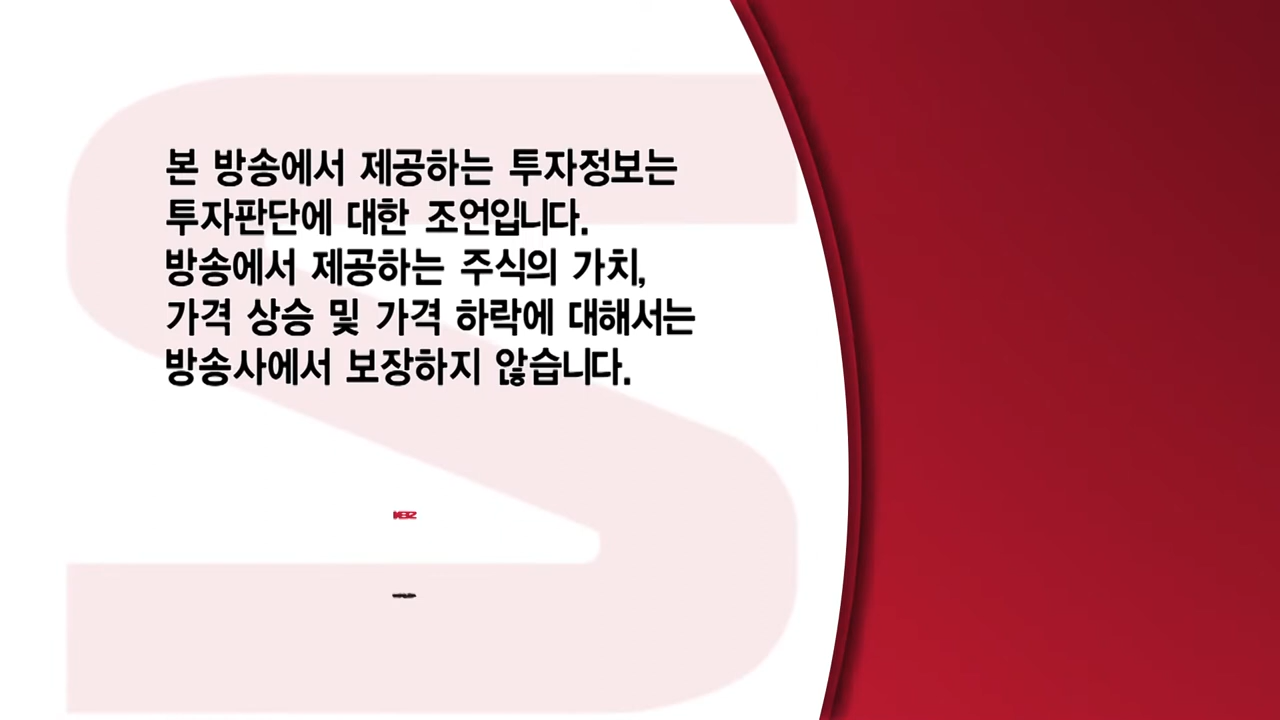 본 방송에서 제공하는 투자정보는
투자판단에 대한 조언입니다.
방송에서 제공하는 주식의 가치,
가격 상승 및 가격 하락에 대해서는
방송사에서 보장하지 않습니다.